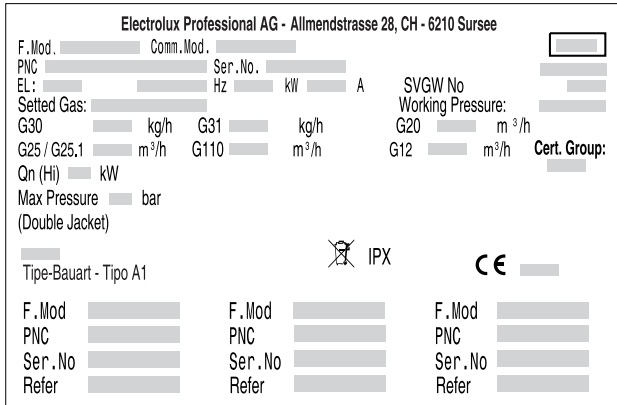 Electrolux Professional AG - Allmendstrasse 28, CH - 6210 Sursee
F.Mod. Comm.Mod.
PNC Ser.No.
EL: Hz kW A SVGW No
Setted Gas: Working Pressure:
G30 kg/h G31 kg/h G20 m³/h
G25 / G25.1 m³/h G110 m³/h G12 m³/h Cert. Group:
Qn (Hi) kW
Max Pressure bar
(Double Jacket)
IPX CE
Tipe-Bauart - Tipo A1
F.Mod F.Mod F.Mod
PNC PNC PNC
Ser.No Ser.No Ser.No
Refer Refer Refer